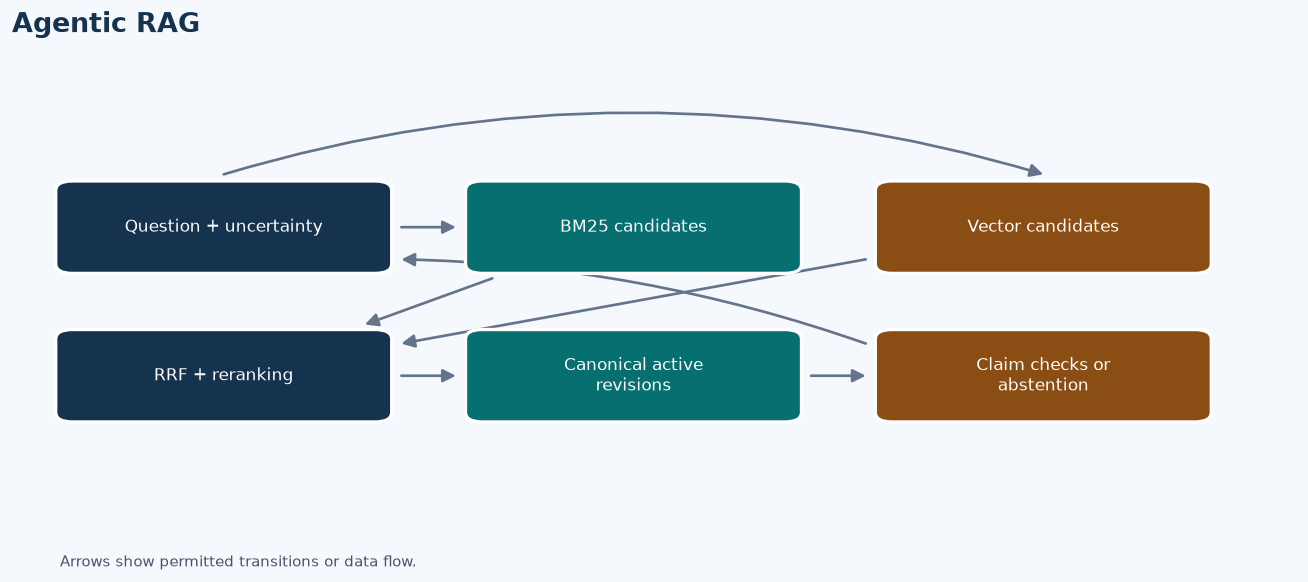 Agentic RAG
Question + uncertainty
BM25 candidates
Vector candidates
RRF + reranking
Canonical active
revisions
Claim checks or
abstention
Arrows show permitted transitions or data flow.